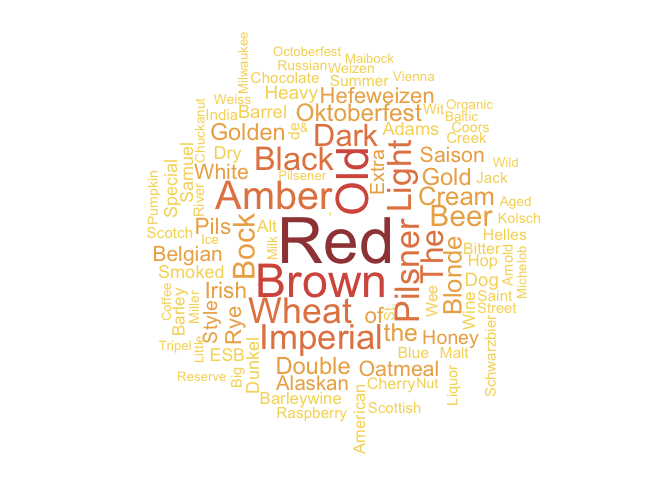 Octoberfest
Maibock
Russian
Weizen
Milwaukee
Chocolate
Summer
Vienna
Heavy
Hefeweizen
Weiss
Barrel
Oktoberfest
Wit
Organic
India
Baltic
Chuckanut
Golden
de
&
Dark
Adams
Coors
Creek
Dry
Black
Old
Extra
Light
Saison
Wild
Samuel
Special
White
Pilsener
Gold
Jack
Pumpkin
River
Amber
Cream
Aged
Scotch
Pils
Alt
Red
Beer
Kolsch
Ice
Bock
Milk
Pilsner
The
Helles
Belgian
Bitter
Arnold
Michelob
Smoked
Brown
Blonde
Hop
Coffee
Irish
Wee
Dog
Barley
Miller
Style
Rye
Wheat
of
St
Wine
Saint
Street
Schwarzbier
Tripel
Little
Imperial
the
Honey
ESB
Dunkel
Blue
Malt
Reserve
Big
Double
Oatmeal
Alaskan
Cherry
Nut
Liquor
Barleywine
Raspberry
American
Scottish